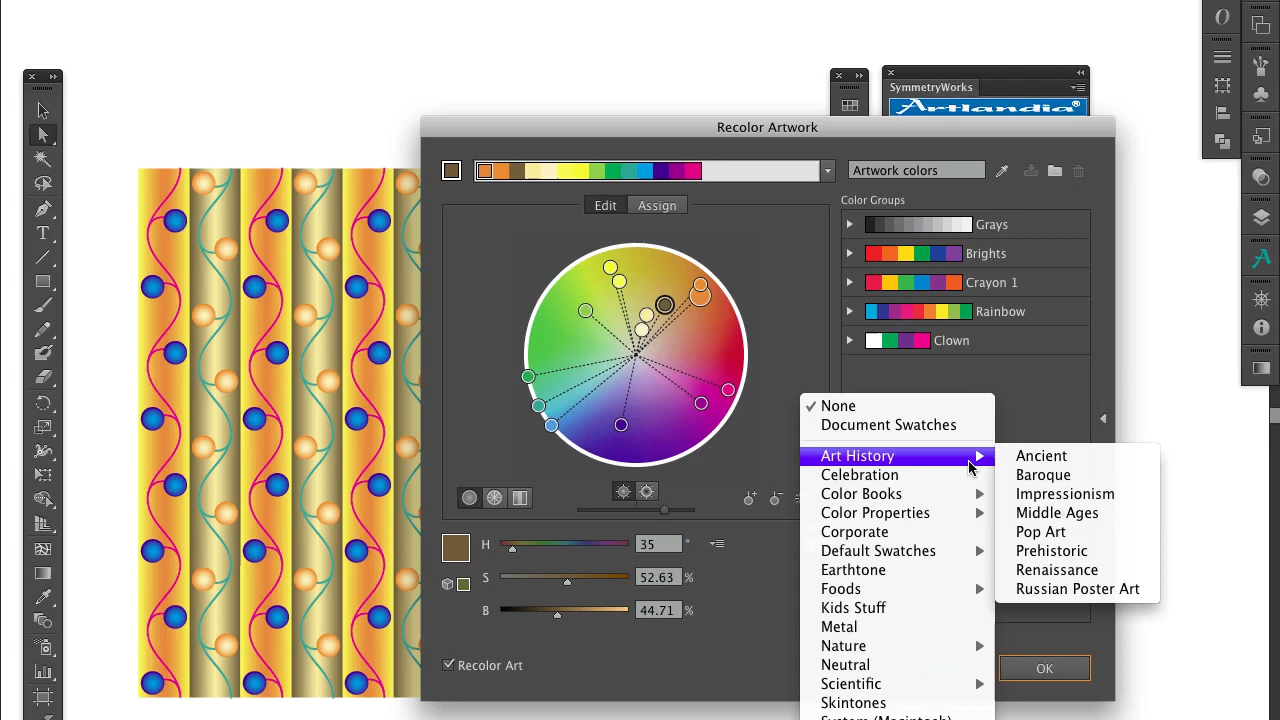 SymmetryWorks
Artlandia®
Recolor Artwork
Artwork colors
Edit
Assign
Color Groups
Grays
Brights
Crayon 1
Rainbow
Clown
✓ None
Document Swatches
Art History
Celebration
Color Books
Color Properties
Corporate
Default Swatches
Earthtone
Foods
Kids Stuff
Metal
Nature
Neutral
Scientific
Skintones
System (Macintosh)
Ancient
Baroque
Impressionism
Middle Ages
Pop Art
Prehistoric
Renaissance
Russian Poster Art
H 35 °
S 52.63 %
B 44.71 %
Recolor Art
OK